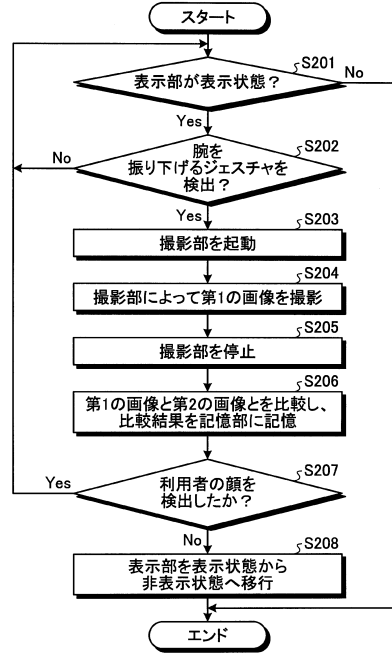 スタート
S201
表示部が表示状態？
No
Yes
S202
腕を
振り下げるジェスチャを
検出？
No
Yes
S203
撮影部を起動
S204
撮影部によって第1の画像を撮影
S205
撮影部を停止
S206
第1の画像と第2の画像とを比較し、
比較結果を記憶部に記憶
S207
利用者の顔を
検出したか？
Yes
No
S208
表示部を表示状態から
非表示状態へ移行
エンド